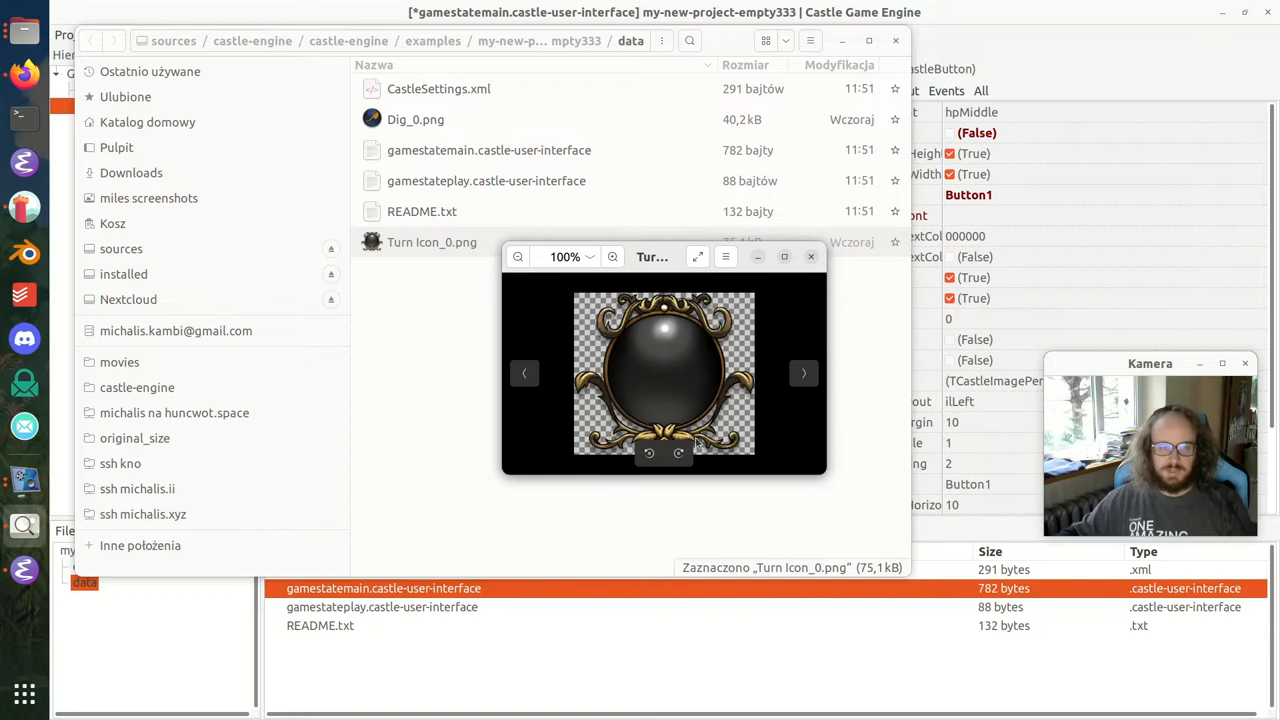 [*gamestatemain.castle-user-interface] my-new-project-empty333 | Castle Game Engine
sources / castle-engine / castle-engine / examples / my-new-p... mpty333 / data
Ostatnio używane
Ulubione
Katalog domowy
Pulpit
Downloads
miles screenshots
Kosz
sources
installed
Nextcloud
michalis.kambi@gmail.com
movies
castle-engine
michalis na huncwot.space
original_size
ssh kno
ssh michalis.ii
ssh michalis.xyz
Inne położenia
Nazwa Rozmiar Modyfikacja
CastleSettings.xml 291 bajtów 11:51
Dig_0.png 40,2 kB Wczoraj
gamestatemain.castle-user-interface 782 bajty 11:51
gamestateplay.castle-user-interface 88 bajtów 11:51
README.txt 132 bajty 11:51
Turn Icon_0.png Wczoraj
100% Tur...
Zaznaczono „Turn Icon_0.png” (75,1 kB)
astleButton)
Events All
hpMiddle
(False)
(True)
(True)
Button1
000000
(False)
(True)
(True)
0
(False)
(False)
(TCastleImagePer
ilLeft
10
1
2
Button1
10
Kamera
ONE
AMAZING
File
my
data
Size Type
291 bytes .xml
gamestatemain.castle-user-interface 782 bytes .castle-user-interface
gamestateplay.castle-user-interface 88 bytes .castle-user-interface
README.txt 132 bytes .txt